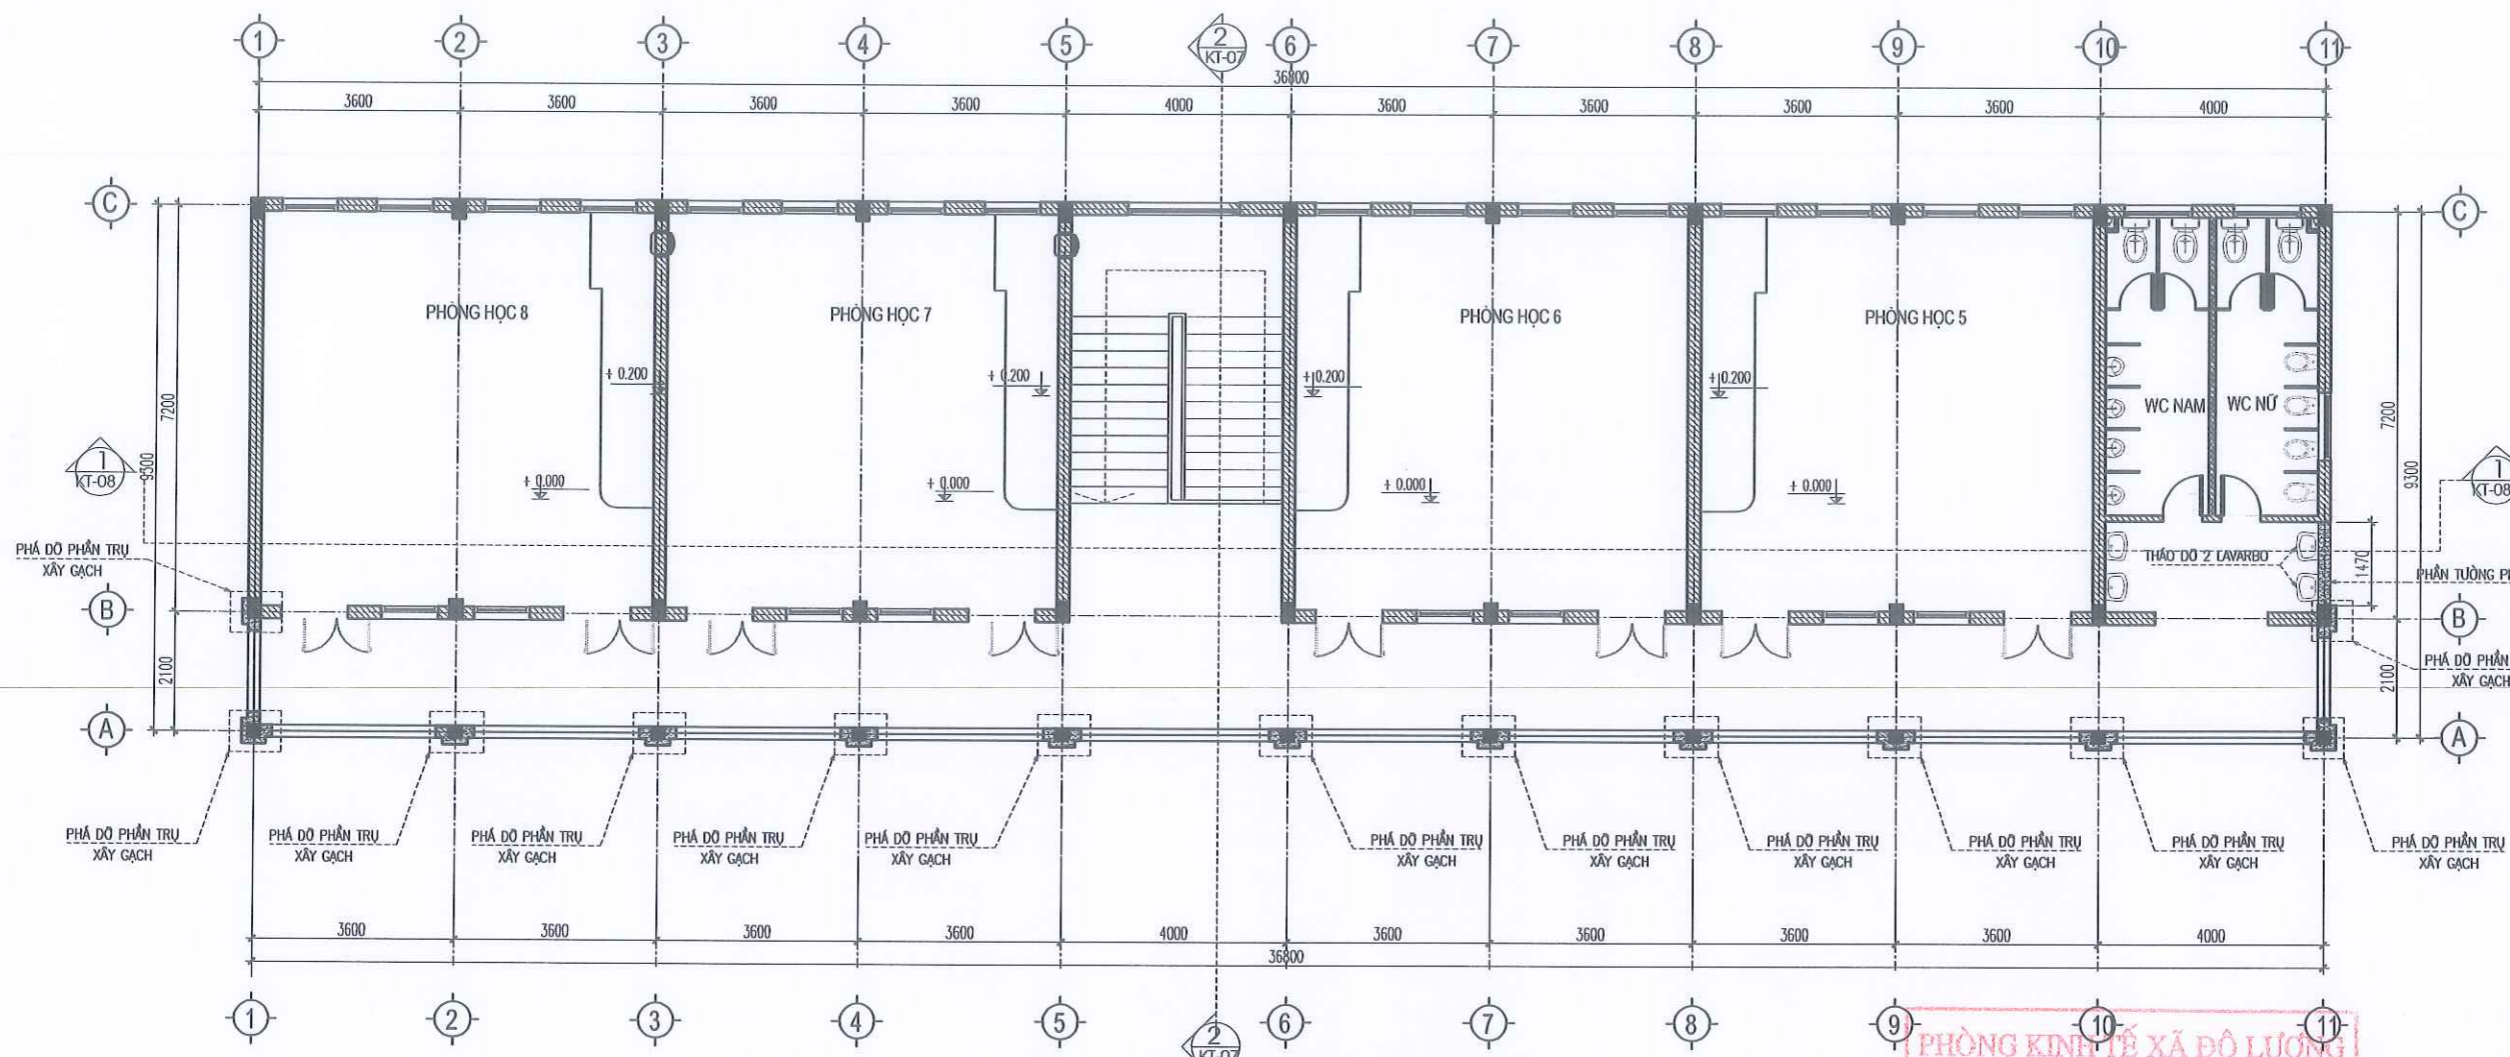 1 2 3 4 5 2 6 7 8 9 10 11
KT-07
36800
3600 3600 3600 3600 4000 3600 3600 3600 3600 4000
C C
PHÒNG HỌC 8 PHÒNG HỌC 7 PHÒNG HỌC 6 PHÒNG HỌC 5
+ 0.200 + 0.200 + 0.200 + 0.200
7200 WC NAM WC NỮ 7200
1 1
KT-08 KT-08
9300 9300
+ 0.000 + 0.000 + 0.000 + 0.000
PHÁ DỠ PHẦN TRỤ
XÂY GẠCH
THÁO DỠ 2 LAVARBO
1470
PHẦN TƯỜNG
B B
PHÁ DỠ PHẦN
XÂY GẠCH
2100 2100
A A
PHÁ DỠ PHẦN TRỤ PHÁ DỠ PHẦN TRỤ PHÁ DỠ PHẦN TRỤ PHÁ DỠ PHẦN TRỤ PHÁ DỠ PHẦN TRỤ PHÁ DỠ PHẦN TRỤ PHÁ DỠ PHẦN TRỤ PHÁ DỠ PHẦN TRỤ PHÁ DỠ PHẦN TRỤ PHÁ DỠ PHẦN TRỤ PHÁ DỠ PHẦN TRỤ
XÂY GẠCH XÂY GẠCH XÂY GẠCH XÂY GẠCH XÂY GẠCH XÂY GẠCH XÂY GẠCH XÂY GẠCH XÂY GẠCH XÂY GẠCH XÂY GẠCH
3600 3600 3600 3600 4000 3600 3600 3600 3600 4000
36800
1 2 3 4 5 2 6 7 8 9 10 11
KT-07
PHÒNG KINH TẾ XÃ ĐÔ LƯƠNG